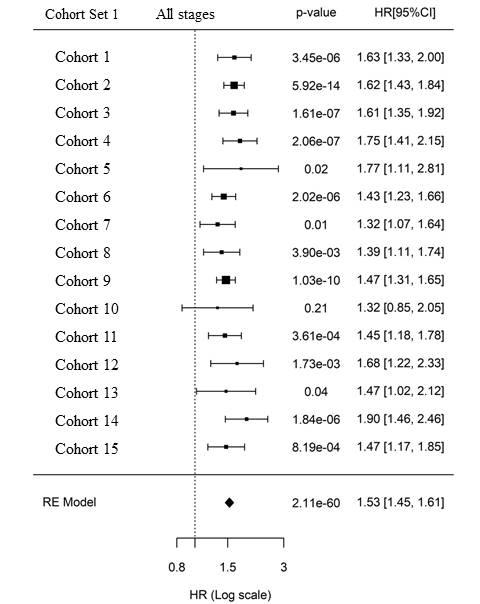 Cohort Set 1 All stages p-value HR[95%CI]
Cohort 1 3.45e-06 1.63 [1.33, 2.00]
Cohort 2 5.92e-14 1.62 [1.43, 1.84]
Cohort 3 1.61e-07 1.61 [1.35, 1.92]
Cohort 4 2.06e-07 1.75 [1.41, 2.15]
Cohort 5 0.02 1.77 [1.11, 2.81]
Cohort 6 2.02e-06 1.43 [1.23, 1.66]
Cohort 7 0.01 1.32 [1.07, 1.64]
Cohort 8 3.90e-03 1.39 [1.11, 1.74]
Cohort 9 1.03e-10 1.47 [1.31, 1.65]
Cohort 10 0.21 1.32 [0.85, 2.05]
Cohort 11 3.61e-04 1.45 [1.18, 1.78]
Cohort 12 1.73e-03 1.68 [1.22, 2.33]
Cohort 13 0.04 1.47 [1.02, 2.12]
Cohort 14 1.84e-06 1.90 [1.46, 2.46]
Cohort 15 8.19e-04 1.47 [1.17, 1.85]
RE Model 2.11e-60 1.53 [1.45, 1.61]
0.8 1.5 3
HR (Log scale)